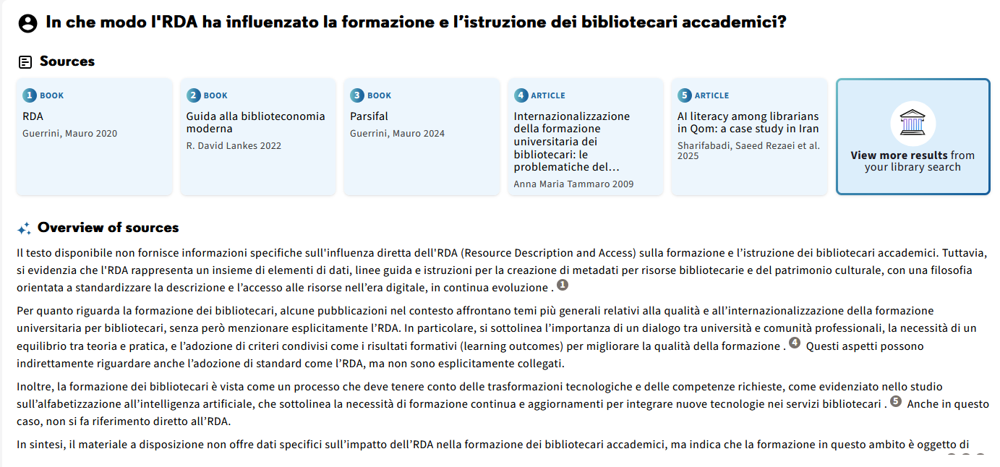 In che modo l'RDA ha influenzato la formazione e l’istruzione dei bibliotecari accademici?
Sources
1 BOOK
RDA
Guerrini, Mauro 2020
2 BOOK
Guida alla biblioteconomia
moderna
R. David Lankes 2022
3 BOOK
Parsifal
Guerrini, Mauro 2024
4 ARTICLE
Internazionalizzazione
della formazione
universitaria dei
bibliotecari: le
problematiche del...
Anna Maria Tammaro 2009
5 ARTICLE
AI literacy among librarians
in Qom: a case study in Iran
Sharifabadi, Saeed Rezaei et al.
2025
View more results from
your library search
Overview of sources
Il testo disponibile non fornisce informazioni specifiche sull'influenza diretta dell'RDA (Resource Description and Access) sulla formazione e l’istruzione dei bibliotecari accademici. Tuttavia,
si evidenzia che l'RDA rappresenta un insieme di elementi di dati, linee guida e istruzioni per la creazione di metadati per risorse bibliotecarie e del patrimonio culturale, con una filosofia
orientata a standardizzare la descrizione e l’accesso alle risorse nell’era digitale, in continua evoluzione . 1
Per quanto riguarda la formazione dei bibliotecari, alcune pubblicazioni nel contesto affrontano temi più generali relativi alla qualità e all’internazionalizzazione della formazione
universitaria per bibliotecari, senza però menzionare esplicitamente l’RDA. In particolare, si sottolinea l’importanza di un dialogo tra università e comunità professionali, la necessità di un
equilibrio tra teoria e pratica, e l’adozione di criteri condivisi come i risultati formativi (learning outcomes) per migliorare la qualità della formazione . 4 Questi aspetti possono
indirettamente riguardare anche l’adozione di standard come l’RDA, ma non sono esplicitamente collegati.
Inoltre, la formazione dei bibliotecari è vista come un processo che deve tenere conto delle trasformazioni tecnologiche e delle competenze richieste, come evidenziato nello studio
sull’alfabetizzazione all’intelligenza artificiale, che sottolinea la necessità di formazione continua e aggiornamenti per integrare nuove tecnologie nei servizi bibliotecari . 5 Anche in questo
caso, non si fa riferimento diretto all’RDA.
In sintesi, il materiale a disposizione non offre dati specifici sull’impatto dell’RDA nella formazione dei bibliotecari accademici, ma indica che la formazione in questo ambito è oggetto di